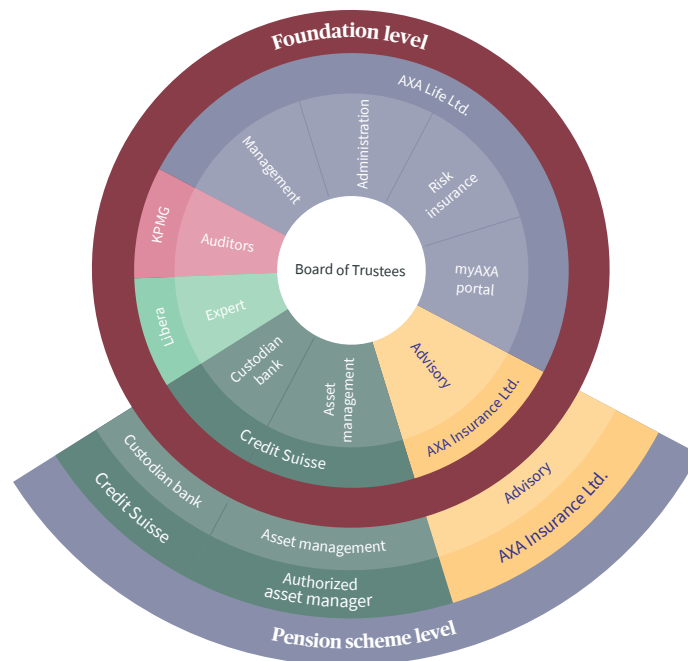 Foundation level
AXA Life Ltd.
Management
Administration
Risk
insurance
myAXA
portal
KPMG
Auditors
Board of Trustees
Libera
Expert
Custodian
bank
Asset
management
Advisory
Credit Suisse
AXA Insurance Ltd.
Custodian bank
Credit Suisse
Asset management
Authorized
asset manager
Advisory
AXA Insurance Ltd.
Pension scheme level